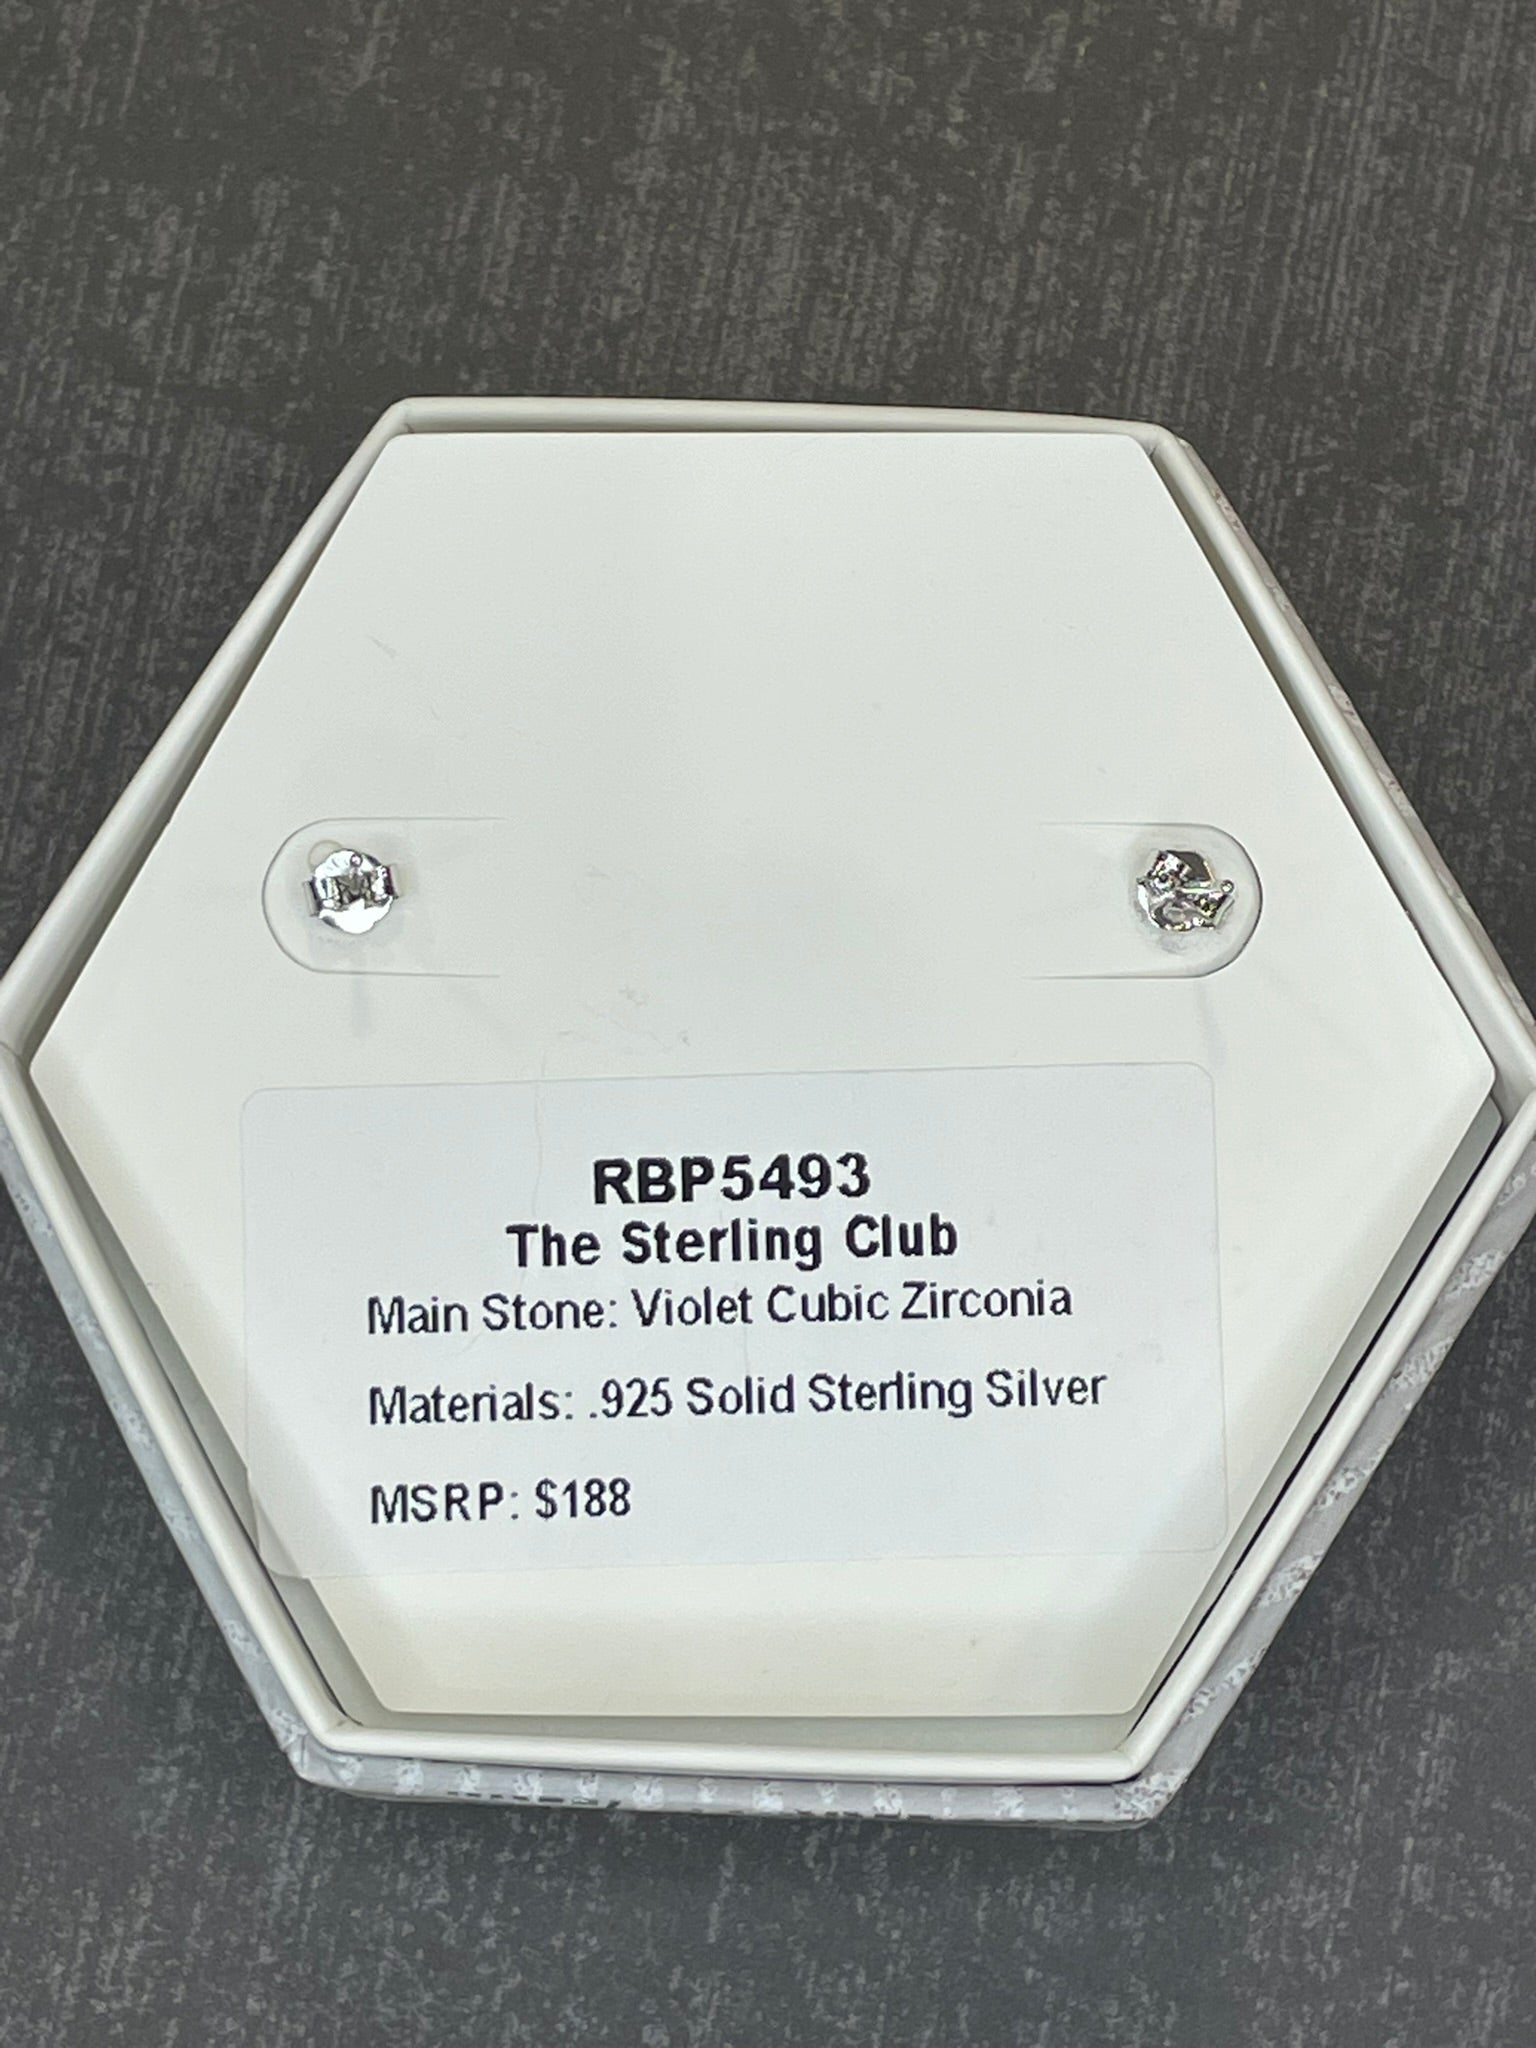 RBP5493
The Sterling Club
Main Stone: Violet Cubic Zirconia
Materials: .925 Solid Sterling Silver
MSRP: $188